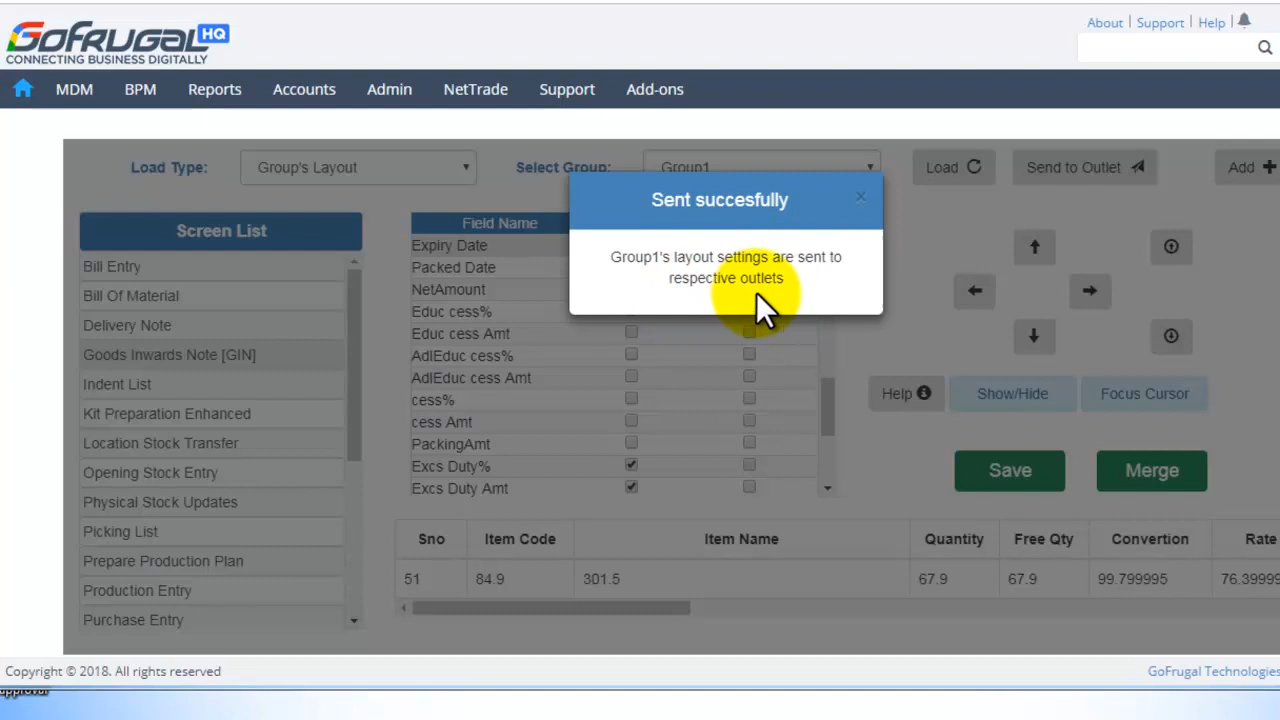 About | Support | Help |
GOFRUGAL HQ
CONNECTING BUSINESS DIGITALLY
MDM BPM Reports Accounts Admin NetTrade Support Add-ons
Load Type: Group's Layout Select Group: Group1 Load Send to Outlet Add
Sent succesfully ×
Group1's layout settings are sent to
respective outlets
Screen List
Bill Entry
Bill Of Material
Delivery Note
Goods Inwards Note [GIN]
Indent List
Kit Preparation Enhanced
Location Stock Transfer
Opening Stock Entry
Physical Stock Updates
Picking List
Prepare Production Plan
Production Entry
Purchase Entry
Field Name
Expiry Date
Packed Date
NetAmount
Educ cess%
Educ cess Amt
AdlEduc cess%
AdlEduc cess Amt
cess%
cess Amt
PackingAmt
Excs Duty%
Excs Duty Amt
Help Show/Hide Focus Cursor
Save Merge
Sno Item Code Item Name Quantity Free Qty Convertion Rate
51 84.9 301.5 67.9 67.9 99.799995 76.39999
Copyright © 2018. All rights reserved GoFrugal Technologies
approval